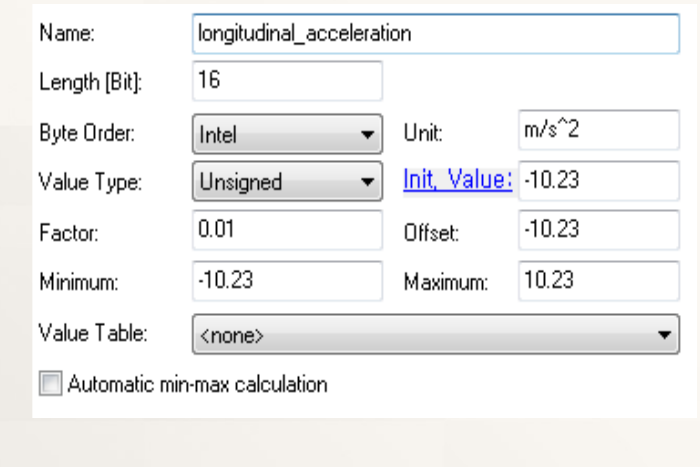 Name: longitudinal_acceleration
Length [Bit]: 16
Byte Order: Intel Unit: m/s^2
Value Type: Unsigned Init. Value: -10.23
Factor: 0.01 Offset: -10.23
Minimum: -10.23 Maximum: 10.23
Value Table: <none>
Automatic min-max calculation